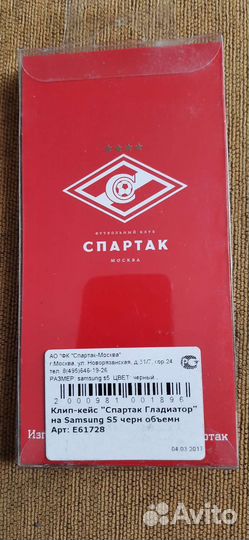 ФУТБОЛЬНЫЙ КЛУБ
СПАРТАК
МОСКВА
АО "ФК "Спартак-Москва"
г.Москва, ул. Новорязанская, д.31/7, кор.24
тел. 8(495)646-19-26
РАЗМЕР: samsung s5 ЦВЕТ: черный
2 000981 001896
Клип-кейс "Спартак Гладиатор"
на Samsung S5 черн объемн
Арт: E61728
04.03.2017
Avito